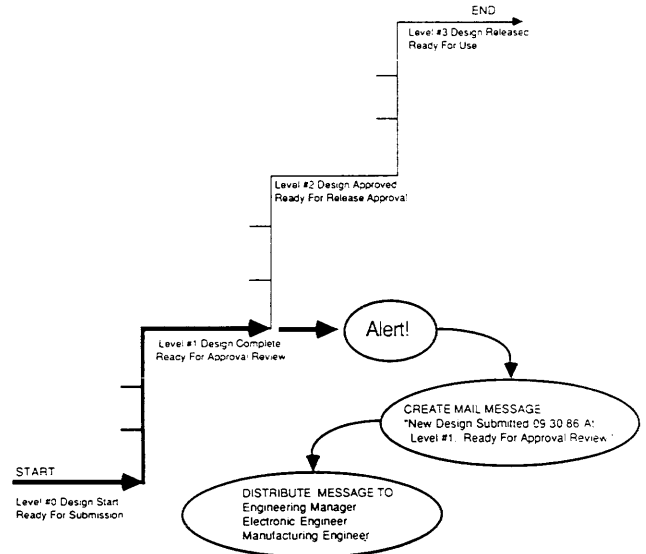 END
Level #3 Design Released
Ready For Use
Level #2 Design Approved
Ready For Release Approval
Level #1 Design Complete
Ready For Approval Review
Alert!
CREATE MAIL MESSAGE
"New Design Submitted 09 30 86 At
Level #1. Ready For Approval Review."
START
Level #0 Design Start
Ready For Submission
DISTRIBUTE MESSAGE TO
Engineering Manager
Electronic Engineer
Manufacturing Engineer